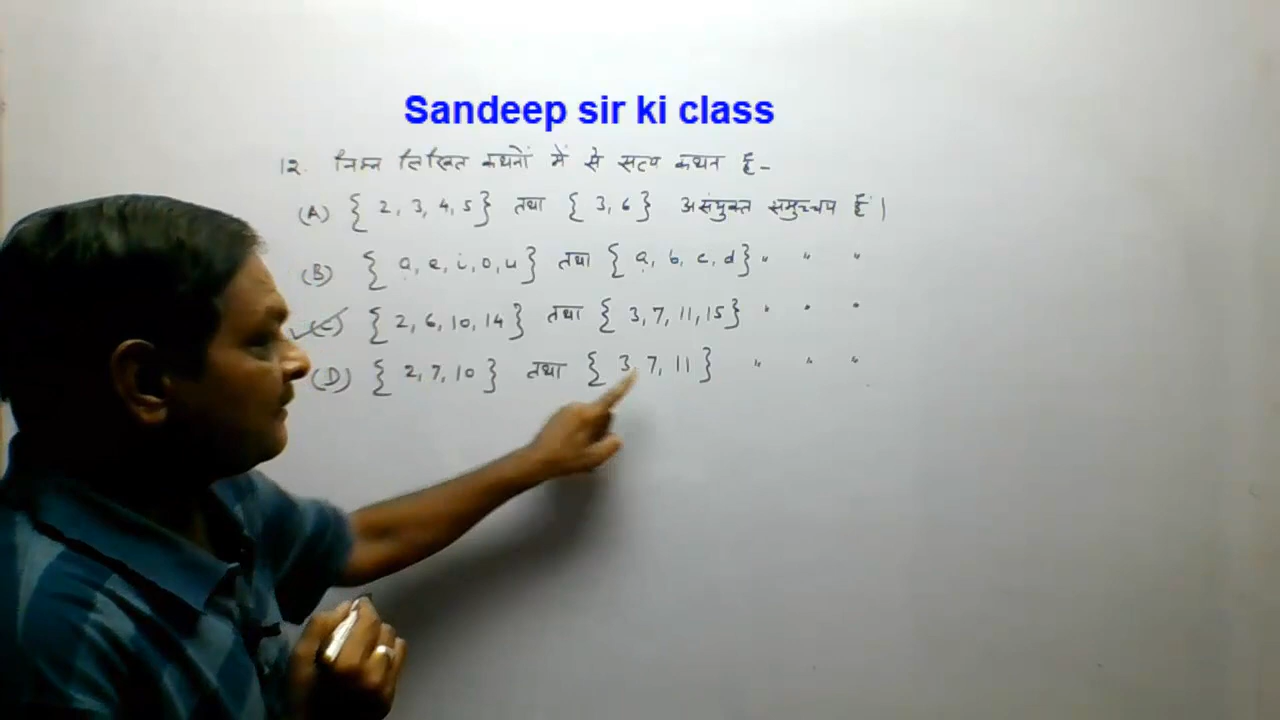 Sandeep sir ki class
12. निम्न लिखित कथनों में से सत्य कथन है -
(A) { 2, 3, 4, 5 } तथा { 3, 6 } असंयुक्त समुच्चय हैं।
(B) { a, e, i, o, u } तथा { a, b, c, d } " " "
(C) { 2, 6, 10, 14 } तथा { 3, 7, 11, 15 } " " "
(D) { 2, 7, 10 } तथा { 3, 7, 11 } " " "